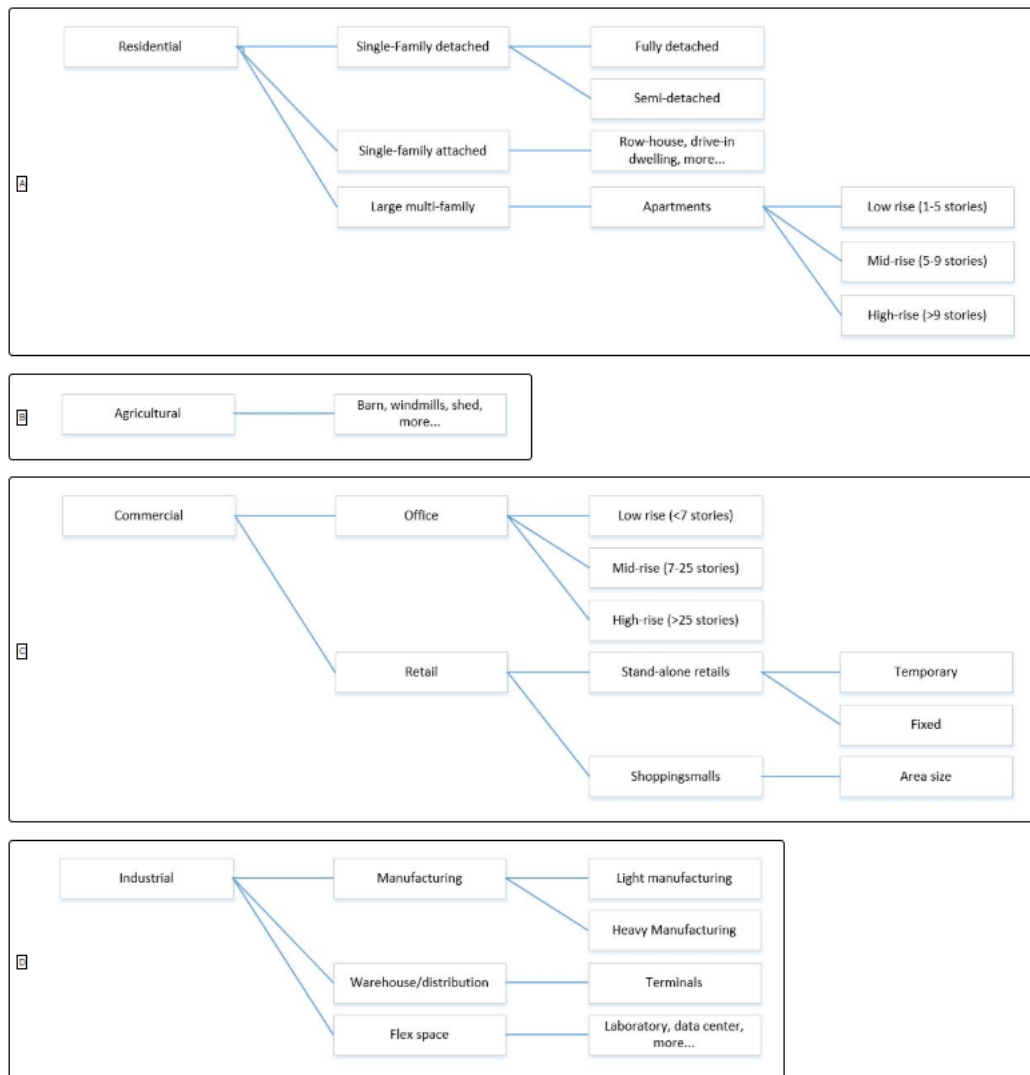 Residential
Single-Family detached
Fully detached
Semi-detached
Single-family attached
Row-house, drive-in
dwelling, more...
A
Large multi-family
Apartments
Low rise (1-5 stories)
Mid-rise (5-9 stories)
High-rise (>9 stories)
B
Agricultural
Barn, windmills, shed,
more...
Commercial
Office
Low rise (<7 stories)
Mid-rise (7-25 stories)
High-rise (>25 stories)
C
Retail
Stand-alone retails
Temporary
Fixed
Shoppingsmalls
Area size
Industrial
Manufacturing
Light manufacturing
Heavy Manufacturing
D
Warehouse/distribution
Terminals
Flex space
Laboratory, data center,
more...